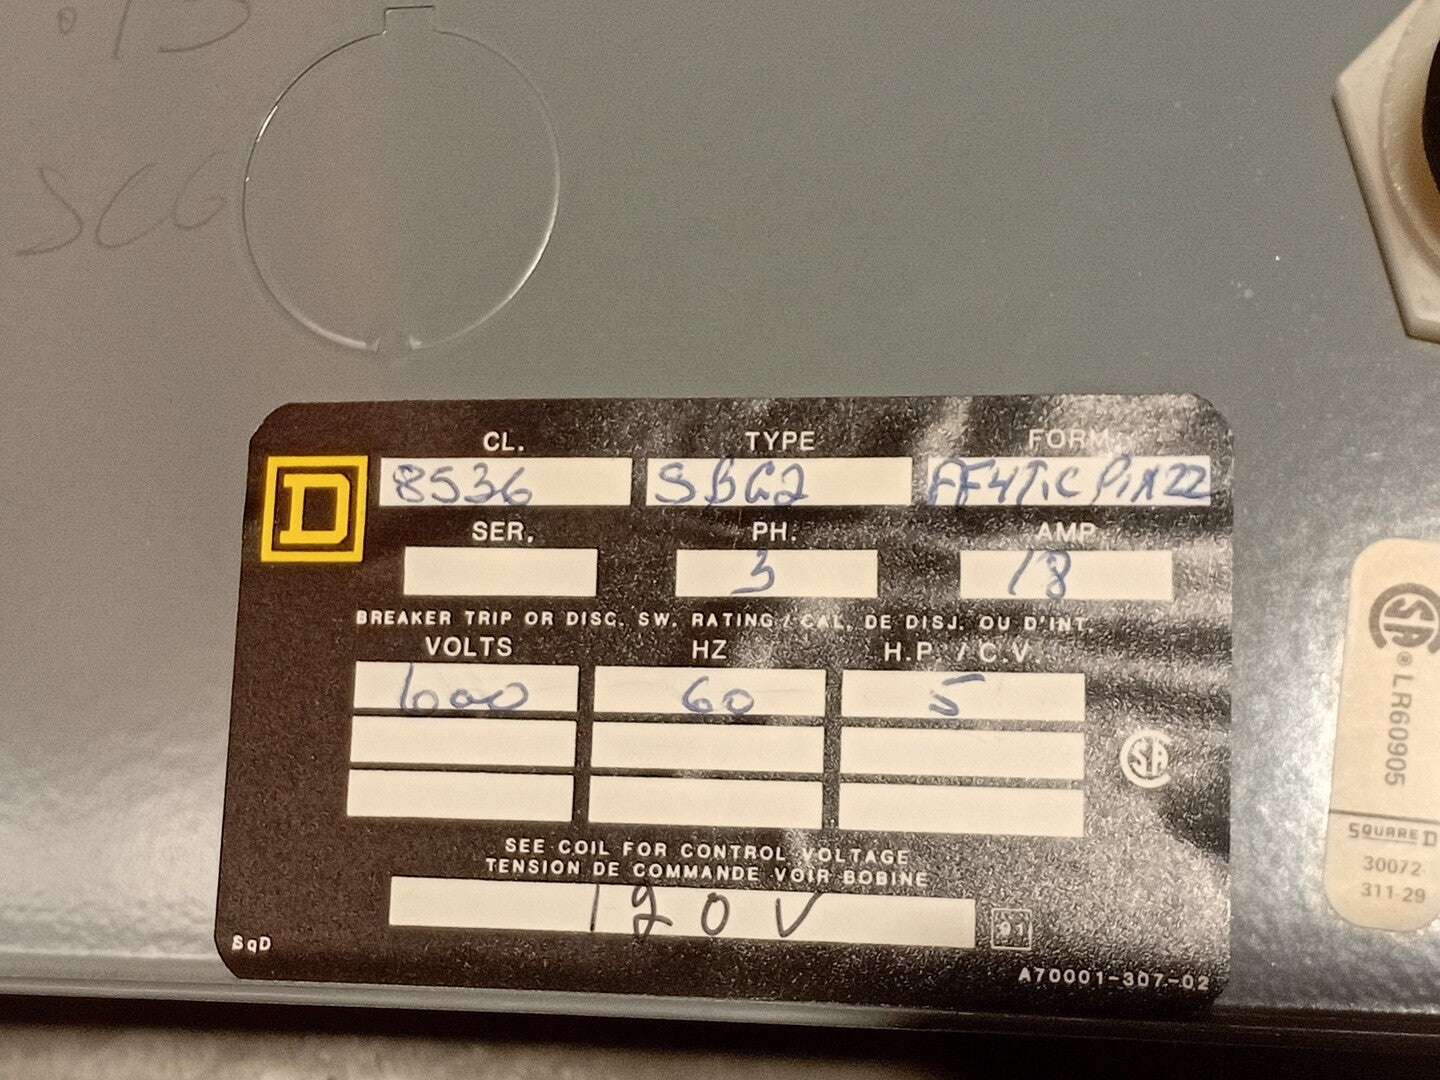 SCG
CL. TYPE FORM
8536 SBG2
SER. PH. AMP
3 18
BREAKER TRIP OR DISC. SW. RATING / CAL. DE DISJ. OU D'INT.
VOLTS HZ H.P. / C.V.
600 60 5
SEE COIL FOR CONTROL VOLTAGE
TENSION DE COMMANDE VOIR BOBINE
120V
91
SqD
A70001-307-02
LR60905
SQUARE D
30072-
311-29